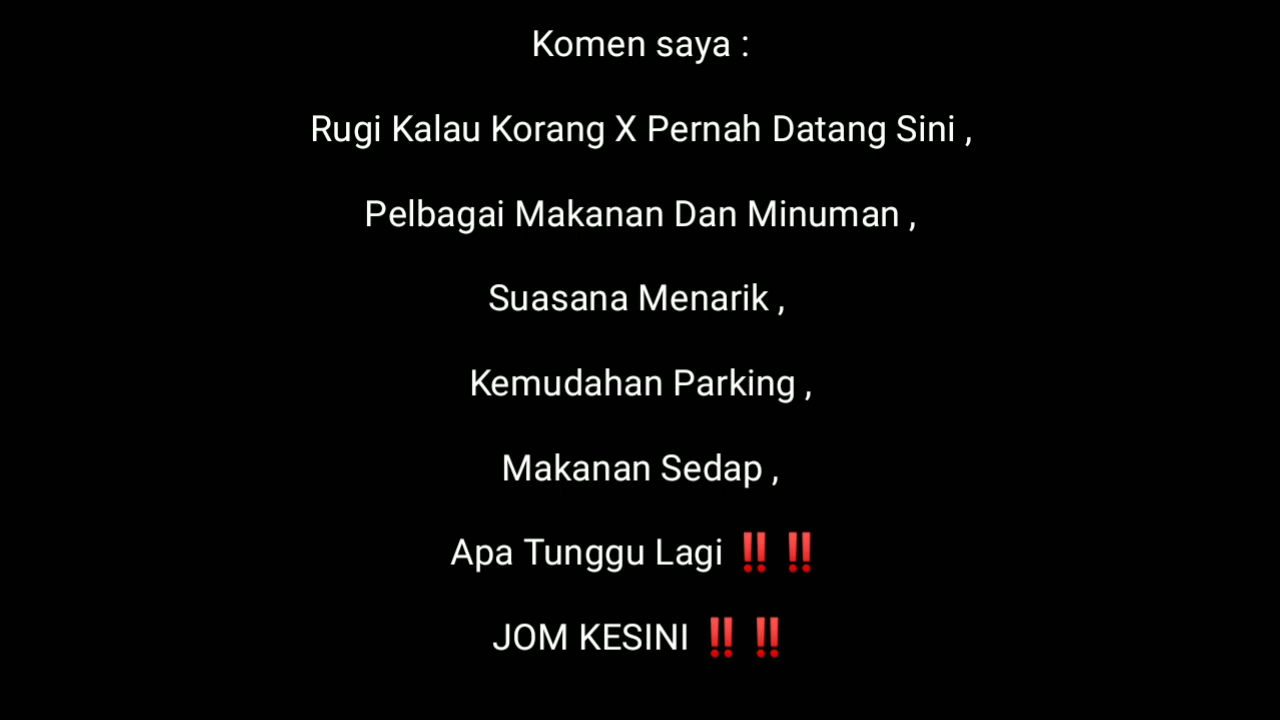 Komen saya :
Rugi Kalau Korang X Pernah Datang Sini ,
Pelbagai Makanan Dan Minuman ,
Suasana Menarik ,
Kemudahan Parking ,
Makanan Sedap ,
Apa Tunggu Lagi ‼️‼️
JOM KESINI ‼️‼️